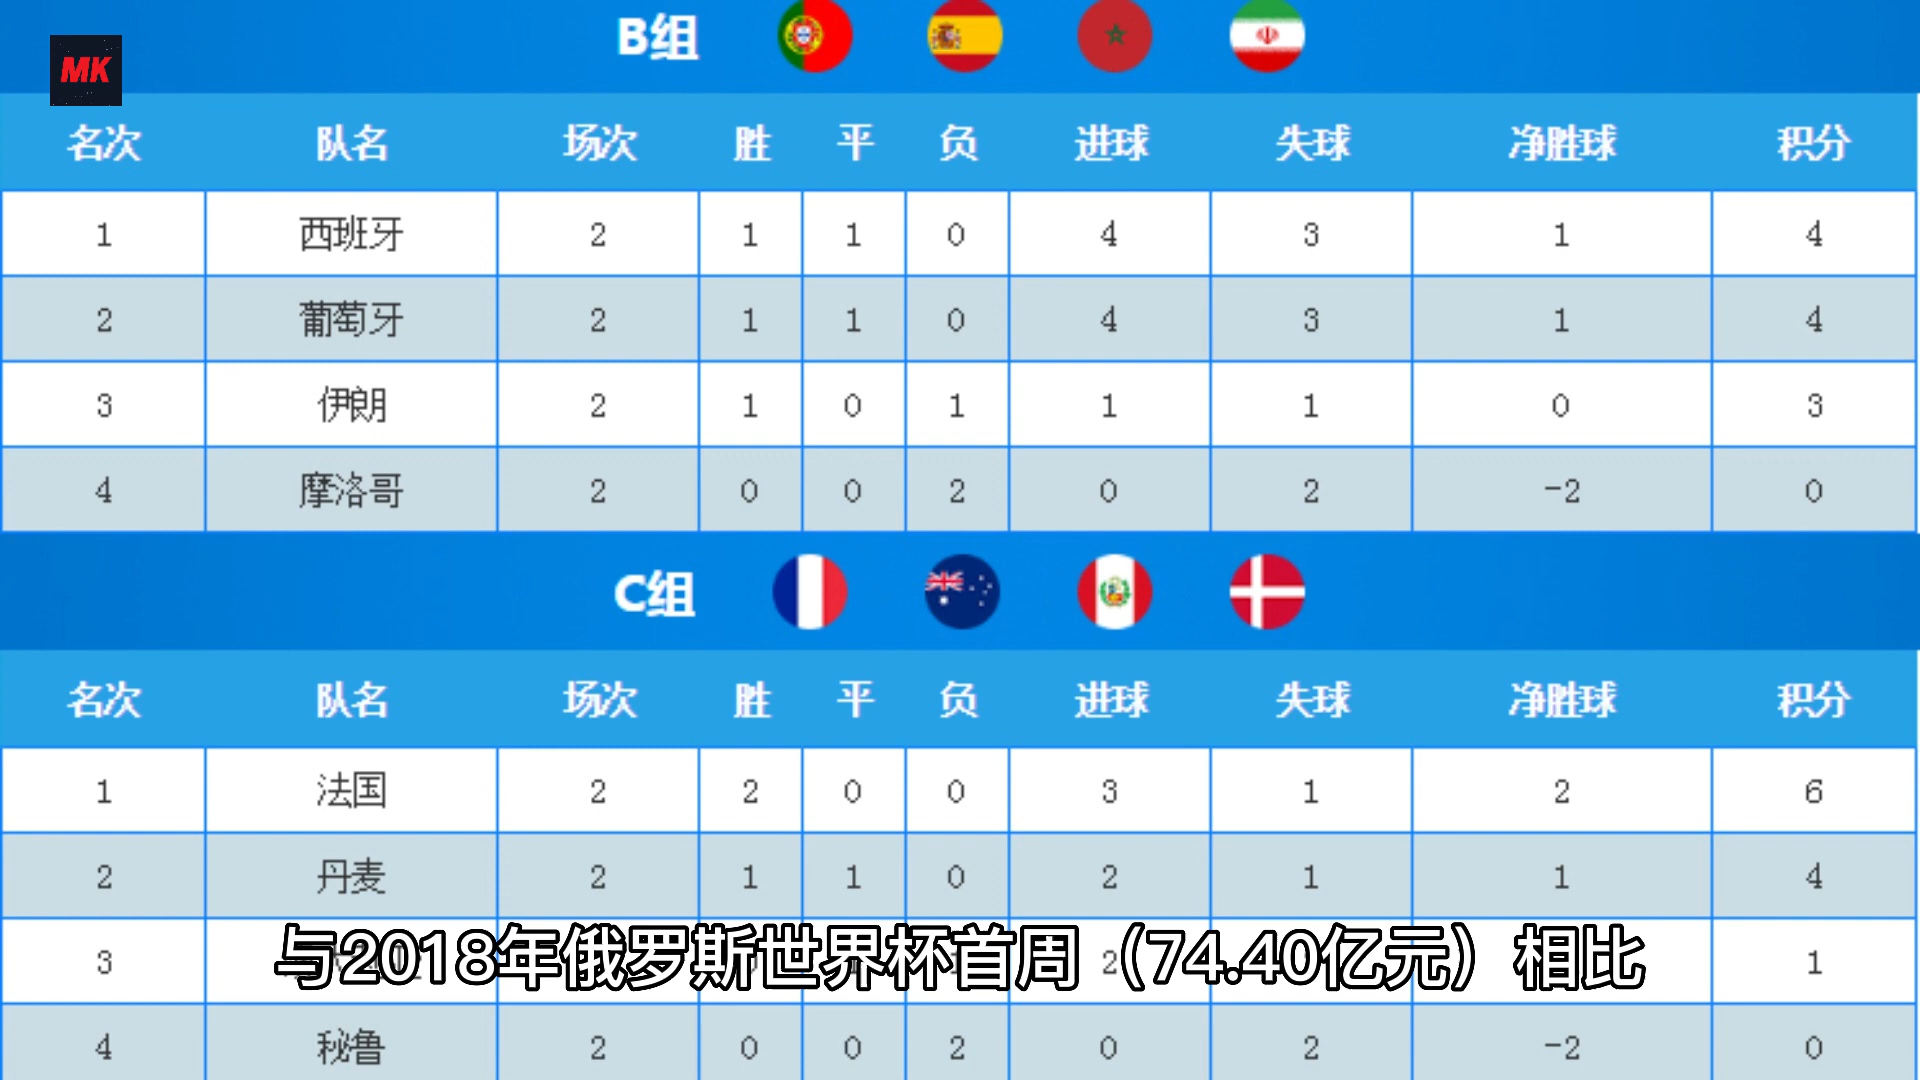 B组
MK
名次 队名 场次 胜 平 负 进球 失球 净胜球 积分
1 西班牙 2 1 1 0 4 3 1 4
2 葡萄牙 2 1 1 0 4 3 1 4
3 伊朗 2 1 0 1 1 1 0 3
4 摩洛哥 2 0 0 2 0 2 -2 0
C组
名次 队名 场次 胜 平 负 进球 失球 净胜球 积分
1 法国 2 2 0 0 3 1 2 6
2 丹麦 2 1 1 0 2 1 1 4
3 2 1
与2018年俄罗斯世界杯首周（74.40亿元）相比
4 秘鲁 2 0 0 2 0 2 -2 0